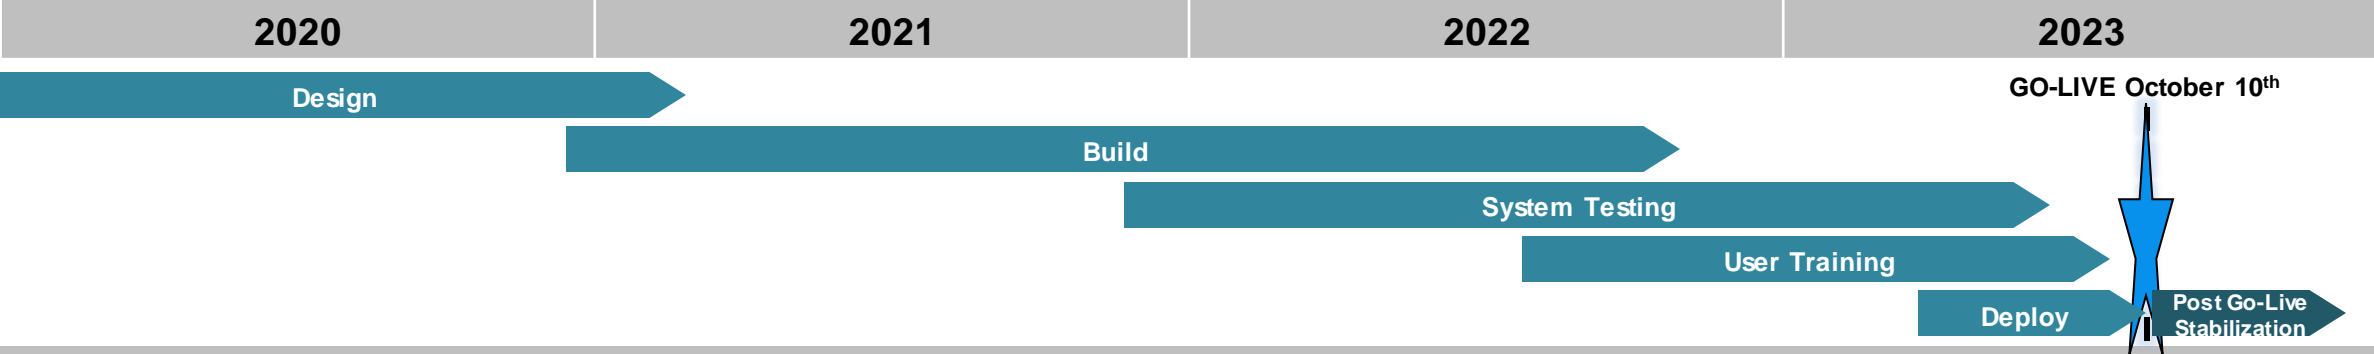 2020 2021 2022 2023
GO-LIVE October 10th
Design
Build
System Testing
User Training
Deploy
Post Go-Live
Stabilization